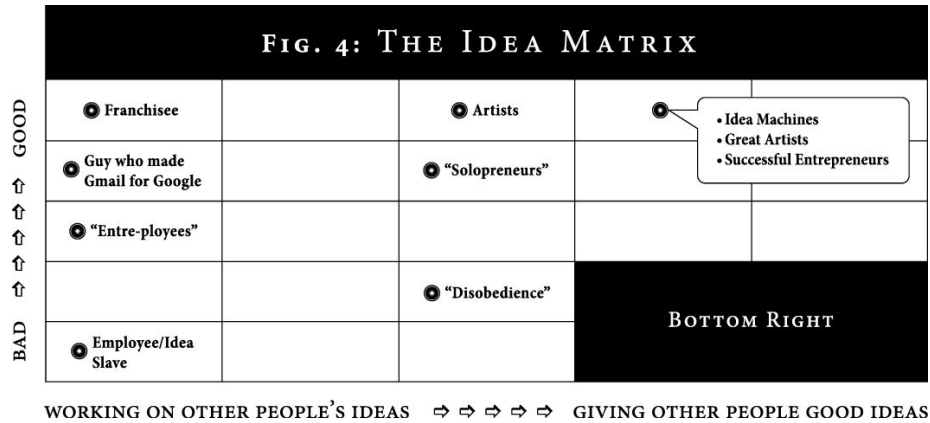 Fig. 4: The Idea Matrix
GOOD
BAD
Franchisee
Artists
• Idea Machines
• Great Artists
• Successful Entrepreneurs
Guy who made
Gmail for Google
“Solopreneurs”
“Entre-ployees”
“Disobedience”
Bottom Right
Employee/Idea
Slave
WORKING ON OTHER PEOPLE’S IDEAS ⇨ ⇨ ⇨ ⇨ ⇨ GIVING OTHER PEOPLE GOOD IDEAS